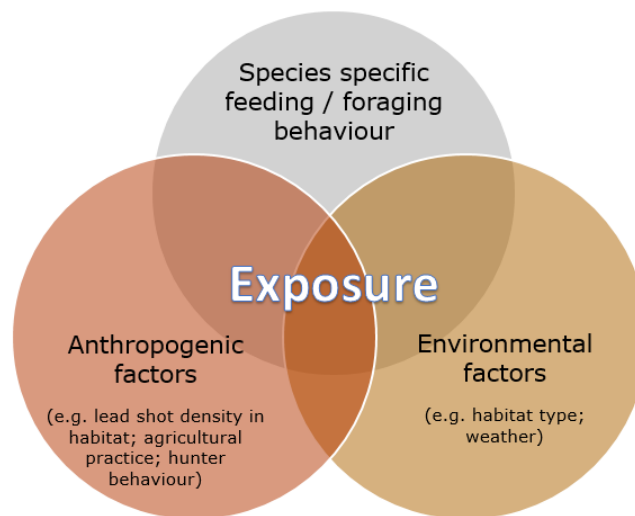 Species specific
feeding / foraging
behaviour
Exposure
Anthropogenic
factors
(e.g. lead shot density in
habitat; agricultural
practice; hunter
behaviour)
Environmental
factors
(e.g. habitat type;
weather)